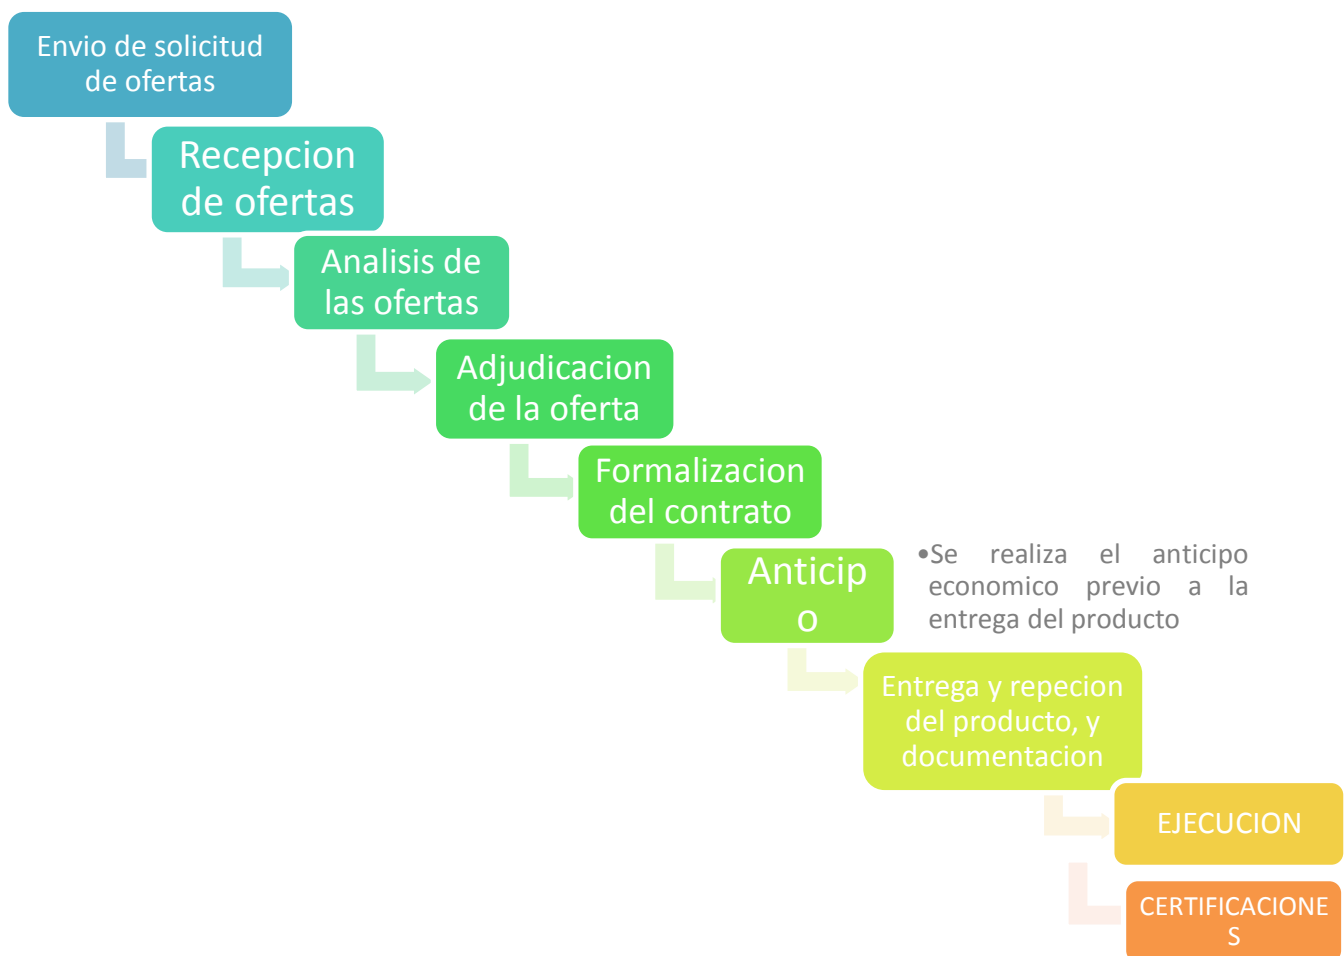 Envio de solicitud
de ofertas
Recepcion
de ofertas
Analisis de
las ofertas
Adjudicacion
de la oferta
Formalizacion
del contrato
Anticip
o
•Se realiza el anticipo
economico previo a la
entrega del producto
Entrega y repecion
del producto, y
documentacion
EJECUCION
CERTIFICACIONE
S